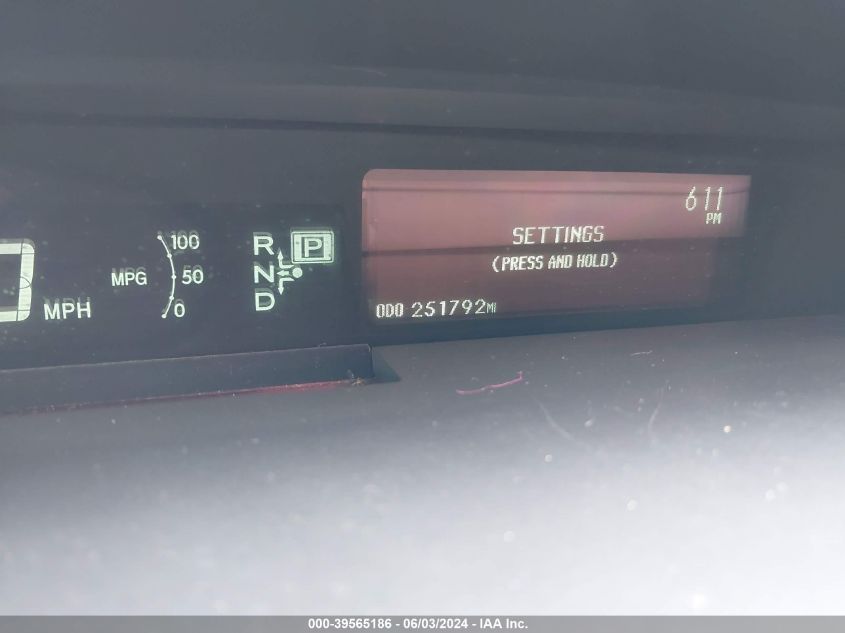 611
PM
SETTINGS
(PRESS AND HOLD)
ODO 251792MI
MPH
MPG
100
50
0
R
P
N
D
000-39565186 - 06/03/2024 - IAA Inc.